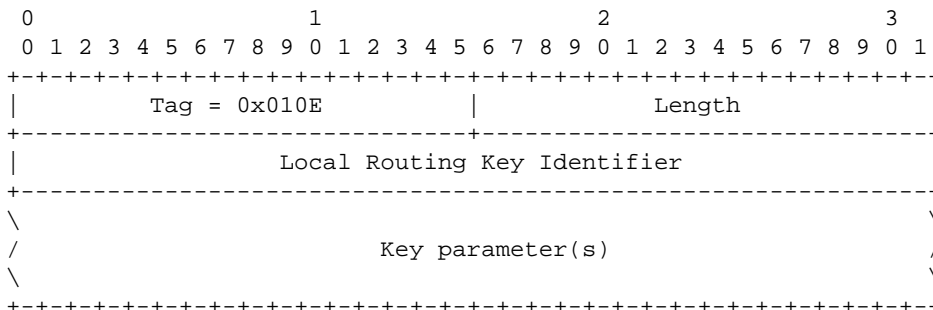 0                   1                   2                   3
0 1 2 3 4 5 6 7 8 9 0 1 2 3 4 5 6 7 8 9 0 1 2 3 4 5 6 7 8 9 0 1
+-+-+-+-+-+-+-+-+-+-+-+-+-+-+-+-+-+-+-+-+-+-+-+-+-+-+-+-+-+-+-+--
|         Tag = 0x010E          |            Length
+-------------------------------+--------------------------------
|                  Local Routing Key Identifier
+----------------------------------------------------------------
\                                                               \
/                         Key parameter(s)                      /
\                                                               \
+-+-+-+-+-+-+-+-+-+-+-+-+-+-+-+-+-+-+-+-+-+-+-+-+-+-+-+-+-+-+-+--